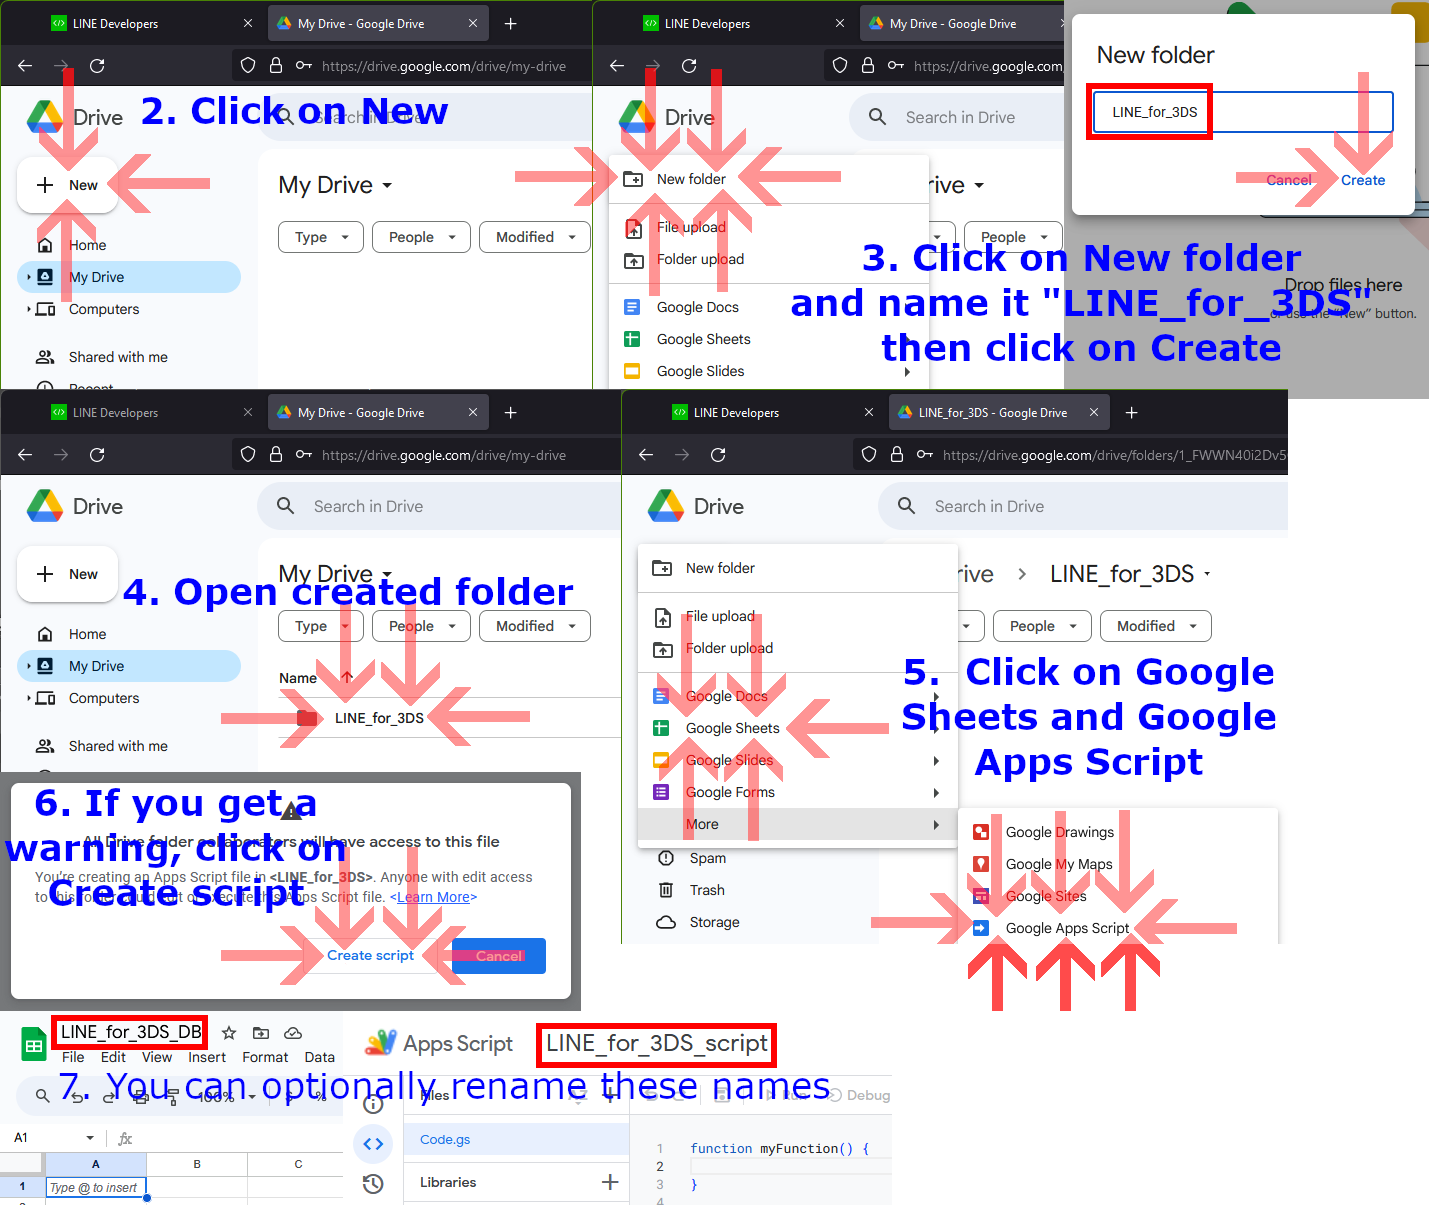 LINE Developers
My Drive - Google Drive
https://drive.google.com/drive/my-drive
Drive
2. Click on New
Search in Drive
New
My Drive
Type
People
Modified
Home
My Drive
Computers
Shared with me
Recent
LINE Developers
My Drive - Google Drive
https://drive.google.com
Drive
Search in Drive
New folder
File upload
Folder upload
Google Docs
Google Sheets
Google Slides
People
New folder
LINE_for_3DS
Cancel
Create
Drop files here
or use the "New" button.
3. Click on New folder
and name it "LINE_for_3DS"
then click on Create
LINE Developers
My Drive - Google Drive
https://drive.google.com/drive/my-drive
Drive
Search in Drive
New
My Drive
4. Open created folder
Type
People
Modified
Home
My Drive
Computers
Shared with me
Name
LINE_for_3DS
LINE Developers
LINE_for_3DS - Google Drive
https://drive.google.com/drive/folders/1_FWWN40i2Dv5
Drive
Search in Drive
New folder
File upload
Folder upload
Google Docs
Google Sheets
Google Slides
Google Forms
More
Spam
Trash
Storage
rive
LINE_for_3DS
People
Modified
5. Click on Google
Sheets and Google
Apps Script
Google Drawings
Google My Maps
Google Sites
Google Apps Script
6. If you get a
warning, click on
Create script
All Drive folder collaborators will have access to this file
You're creating an Apps Script file in <LINE_for_3DS>. Anyone with edit access
to this folder could edit or execute this Apps Script file. <Learn More>
Create script
Cancel
LINE_for_3DS_DB
File Edit View Insert Format Data
7. You can optionally rename these names
100%
A1
fx
A B C
1
Type @ to insert
Apps Script
LINE_for_3DS_script
Files
Run
Debug
Code.gs
Libraries
1 function myFunction() {
2
3 }
4